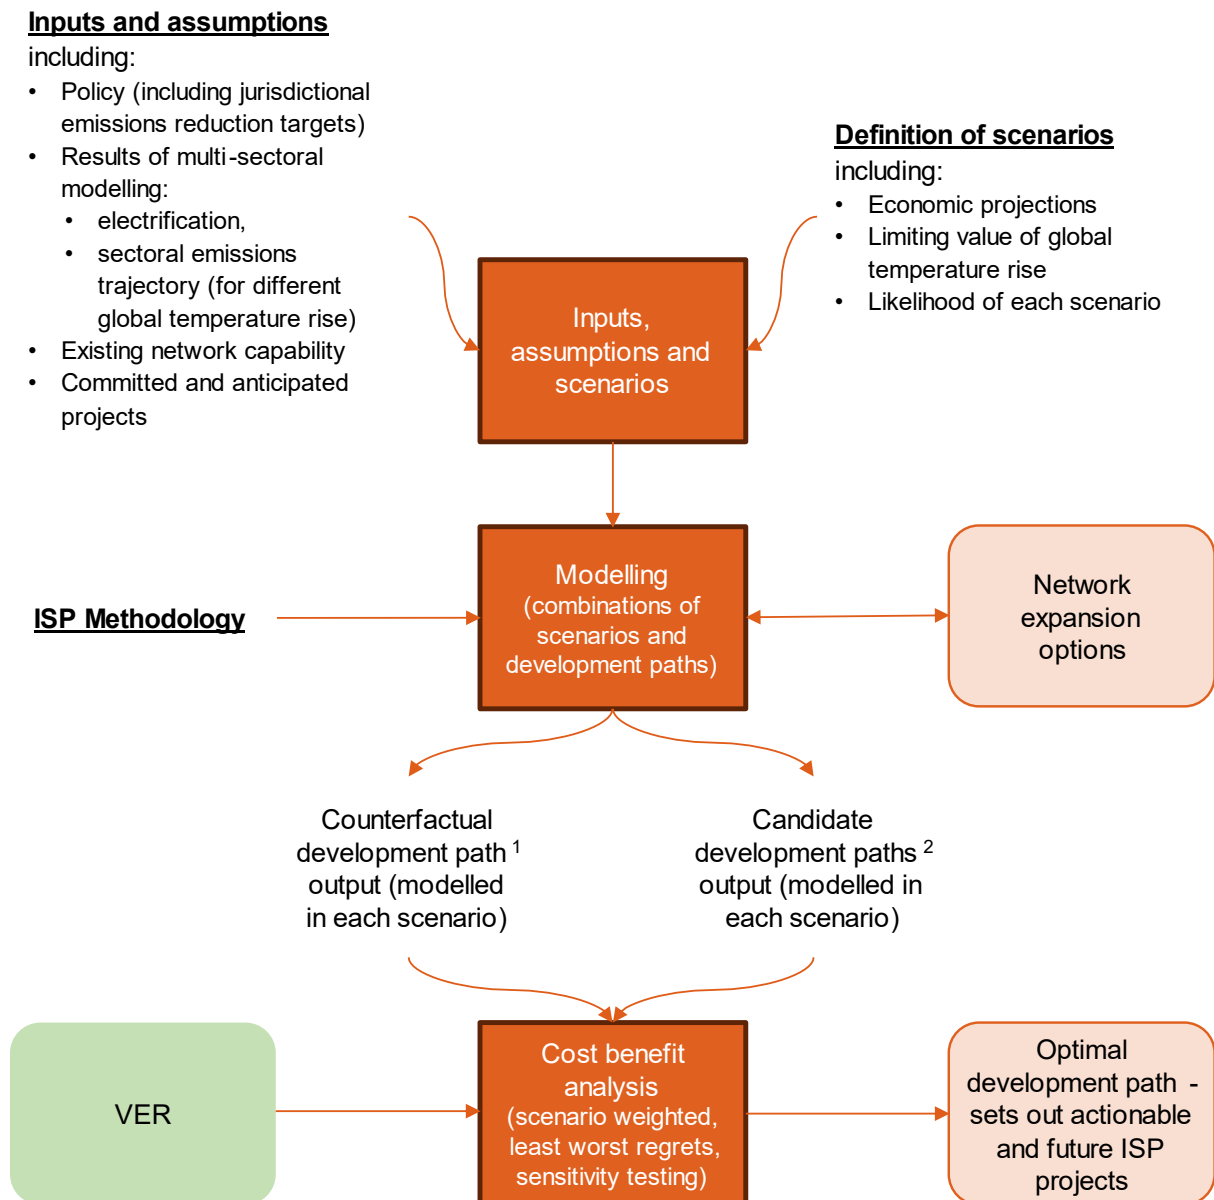 Inputs and assumptions
including:
• Policy (including jurisdictional
emissions reduction targets)
• Results of multi-sectoral
modelling:
• electrification,
• sectoral emissions
trajectory (for different
global temperature rise)
• Existing network capability
• Committed and anticipated
projects
Definition of scenarios
including:
• Economic projections
• Limiting value of global
temperature rise
• Likelihood of each scenario
Inputs,
assumptions and
scenarios
ISP Methodology
Modelling
(combinations of
scenarios and
development paths)
Network
expansion
options
Counterfactual
development path 1
output (modelled
in each scenario)
Candidate
development paths 2
output (modelled in
each scenario)
VER
Cost benefit
analysis
(scenario weighted,
least worst regrets,
sensitivity testing)
Optimal
development path -
sets out actionable
and future ISP
projects